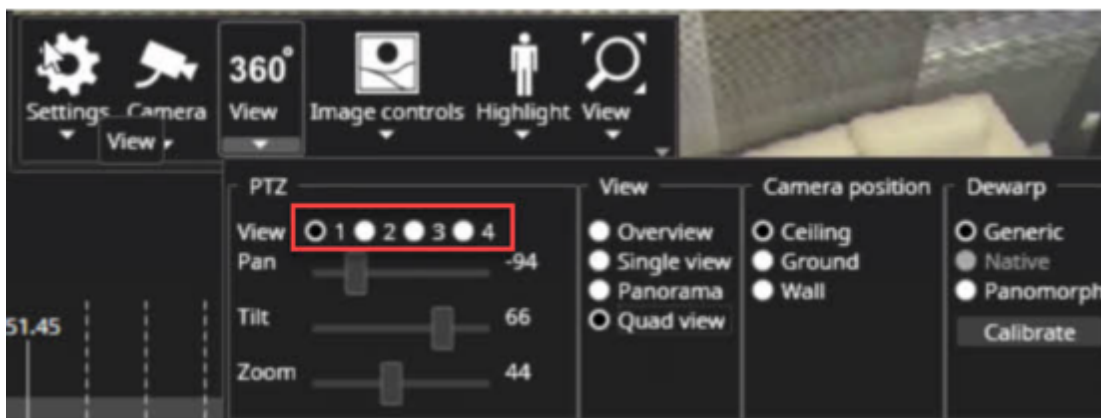 360°
Settings Camera View Image controls Highlight View
View
PTZ View Camera position Dewarp
View 1 2 3 4 Overview Ceiling Generic
Pan -94 Single view Ground Native
Panorama Wall Panomorph
51.45 Tilt 66 Quad view Calibrate
Zoom 44